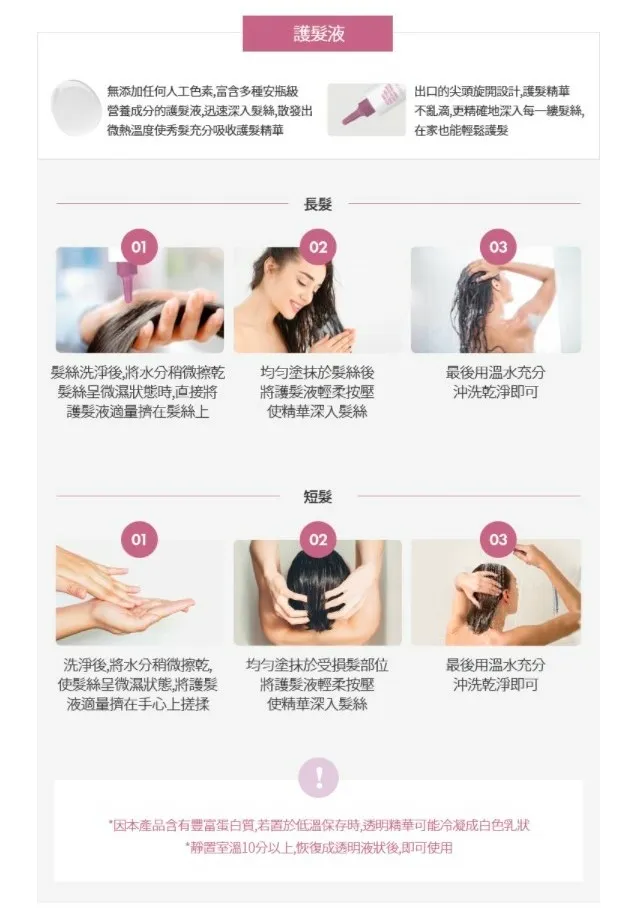 護髮液
無添加任何人工色素,富含多種安瓶級
營養成分的護髮液,迅速深入髮絲,散發出
微熱溫度使秀髮充分吸收護髮精華
出口的尖頭旋開設計,護髮精華
不亂滴,更精確地深入每一縷髮絲,
在家也能輕鬆護髮
長髮
01
02
03
髮絲洗淨後,將水分稍微擦乾
髮絲呈微濕狀態時,直接將
護髮液適量擠在髮絲上
均勻塗抹於髮絲後
將護髮液輕柔按壓
使精華深入髮絲
最後用溫水充分
沖洗乾淨即可
短髮
01
02
03
洗淨後,將水分稍微擦乾,
使髮絲呈微濕狀態,將護髮
液適量擠在手心上搓揉
均勻塗抹於受損髮部位
將護髮液輕柔按壓
使精華深入髮絲
最後用溫水充分
沖洗乾淨即可
!
*因本產品含有豐富蛋白質,若置於低溫保存時,透明精華可能冷凝成白色乳狀
*靜置室溫10分以上,恢復成透明液狀後,即可使用